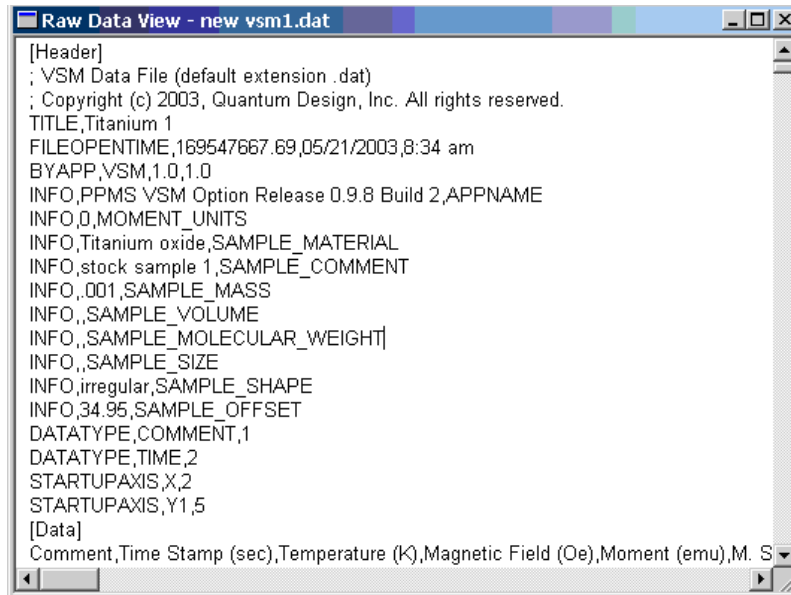 Raw Data View - new vsm1.dat
[Header]
; VSM Data File (default extension .dat)
; Copyright (c) 2003, Quantum Design, Inc. All rights reserved.
TITLE,Titanium 1
FILEOPENTIME,169547667.69,05/21/2003,8:34 am
BYAPP,VSM,1.0,1.0
INFO,PPMS VSM Option Release 0.9.8 Build 2,APPNAME
INFO,0,MOMENT_UNITS
INFO,Titanium oxide,SAMPLE_MATERIAL
INFO,stock sample 1,SAMPLE_COMMENT
INFO,.001,SAMPLE_MASS
INFO,,SAMPLE_VOLUME
INFO,,SAMPLE_MOLECULAR_WEIGHT
INFO,,SAMPLE_SIZE
INFO,irregular,SAMPLE_SHAPE
INFO,34.95,SAMPLE_OFFSET
DATATYPE,COMMENT,1
DATATYPE,TIME,2
STARTUPAXIS,X,2
STARTUPAXIS,Y1,5
[Data]
Comment,Time Stamp (sec),Temperature (K),Magnetic Field (Oe),Moment (emu),M. S